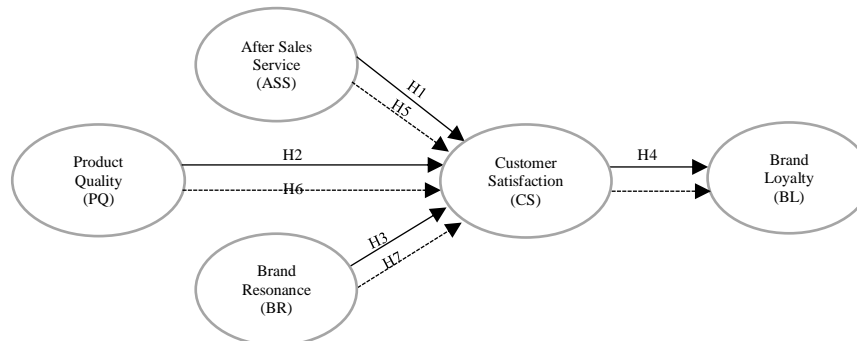 After Sales
Service
(ASS)
H1
H5
Product
Quality
(PQ)
H2
H6
Customer
Satisfaction
(CS)
H4
Brand
Loyalty
(BL)
H3
H7
Brand
Resonance
(BR)